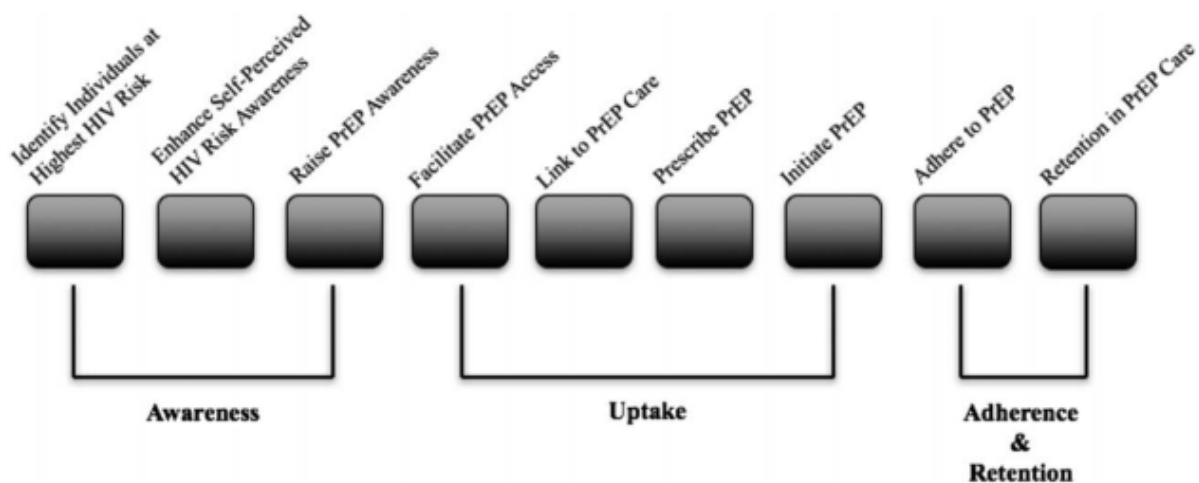 Identify Individuals at
Highest HIV Risk
Enhance Self-Perceived
HIV Risk Awareness
Raise PrEP Awareness
Facilitate PrEP Access
Link to PrEP Care
Prescribe PrEP
Initiate PrEP
Adhere to PrEP
Retention in PrEP Care
Awareness
Uptake
Adherence
&
Retention